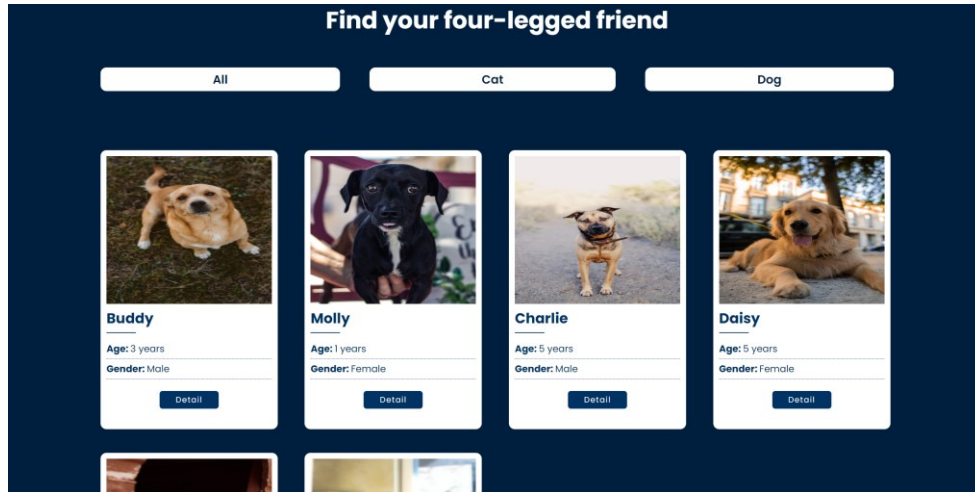 Find your four-legged friend
All
Cat
Dog
Buddy
Age: 3 years
Gender: Male
Detail
Molly
Age: 1 years
Gender: Female
Detail
Charlie
Age: 5 years
Gender: Male
Detail
Daisy
Age: 5 years
Gender: Female
Detail